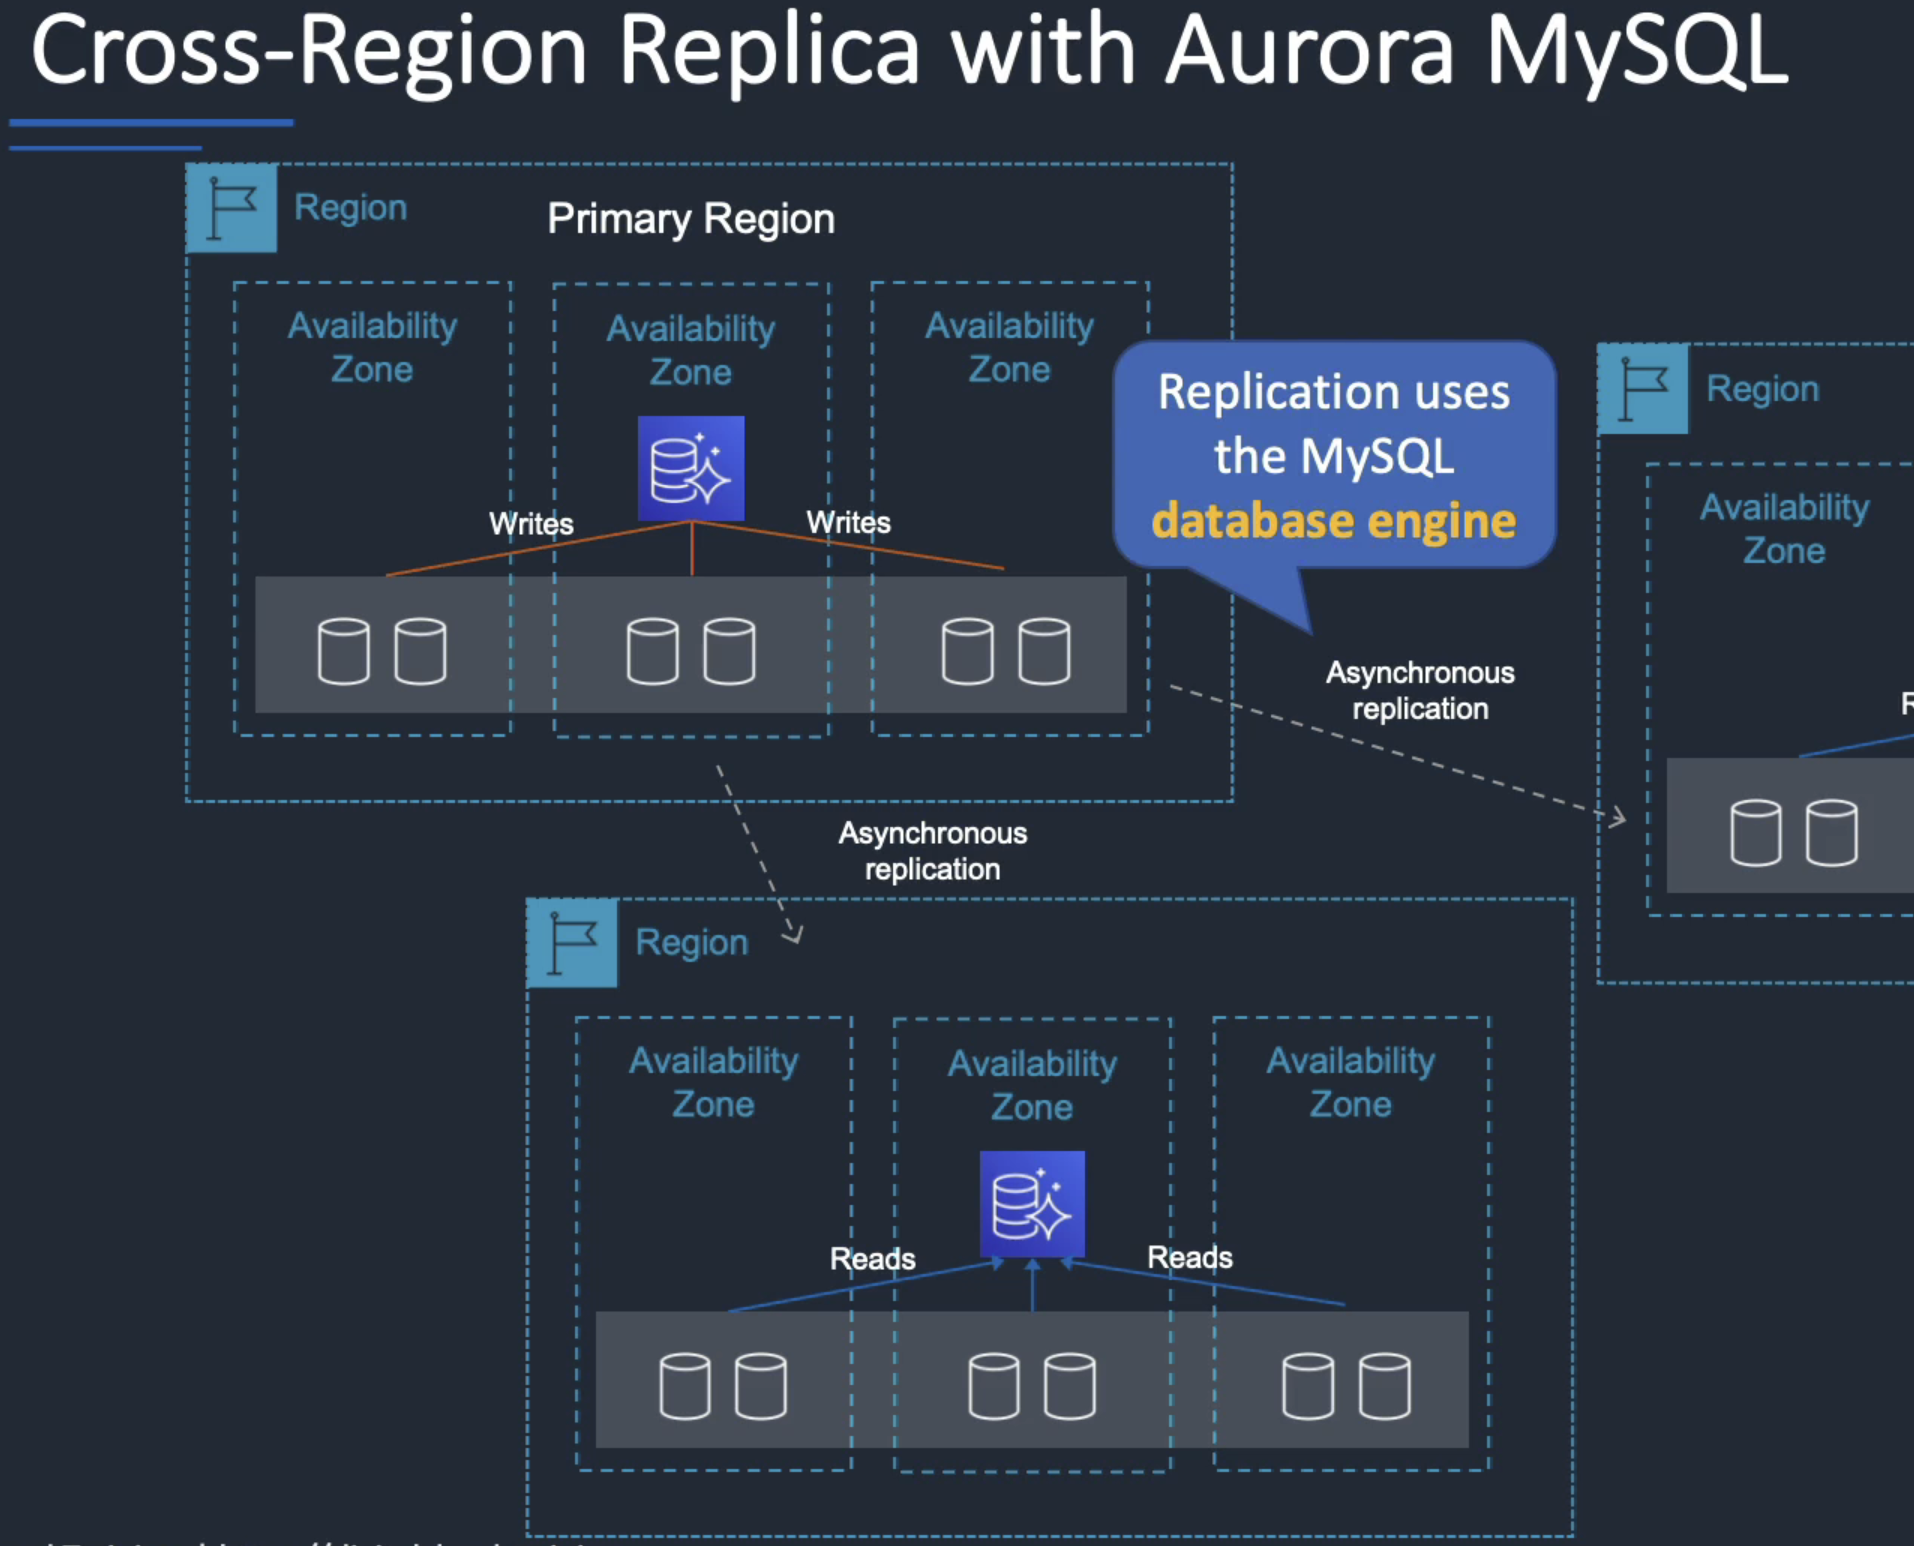 Cross-Region Replica with Aurora MySQL
Region
Primary Region
Availability
Zone
Availability
Zone
Availability
Zone
Writes
Writes
Replication uses
the MySQL
database engine
Asynchronous
replication
Region
Availability
Zone
Asynchronous
replication
Region
Availability
Zone
Availability
Zone
Availability
Zone
Reads
Reads